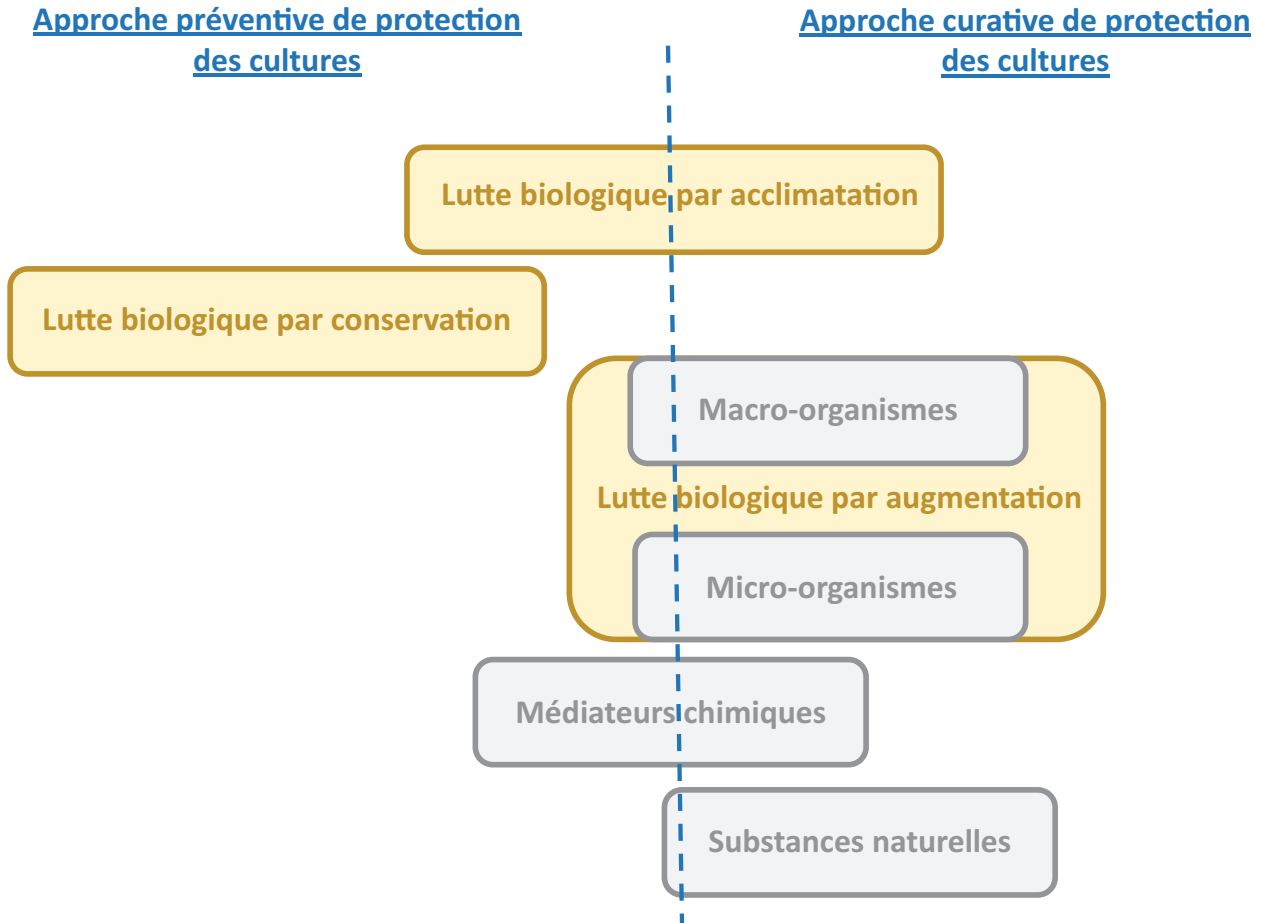 Approche préventive de protection
des cultures
Approche curative de protection
des cultures
Lutte biologique par acclimatation
Lutte biologique par conservation
Macro-organismes
Lutte biologique par augmentation
Micro-organismes
Médiateurs chimiques
Substances naturelles